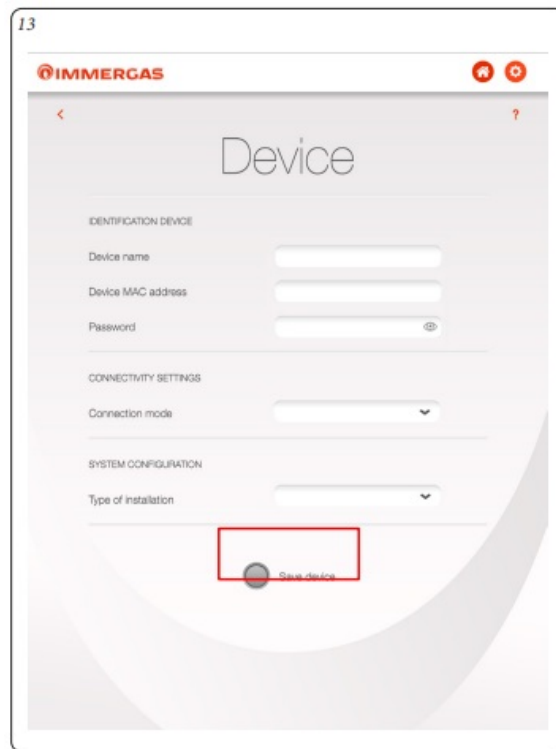 13
IMMERGAS
?
Device
IDENTIFICATION DEVICE
Device name
Device MAC address
Password
CONNECTIVITY SETTINGS
Connection mode
SYSTEM CONFIGURATION
Type of installation
Save device